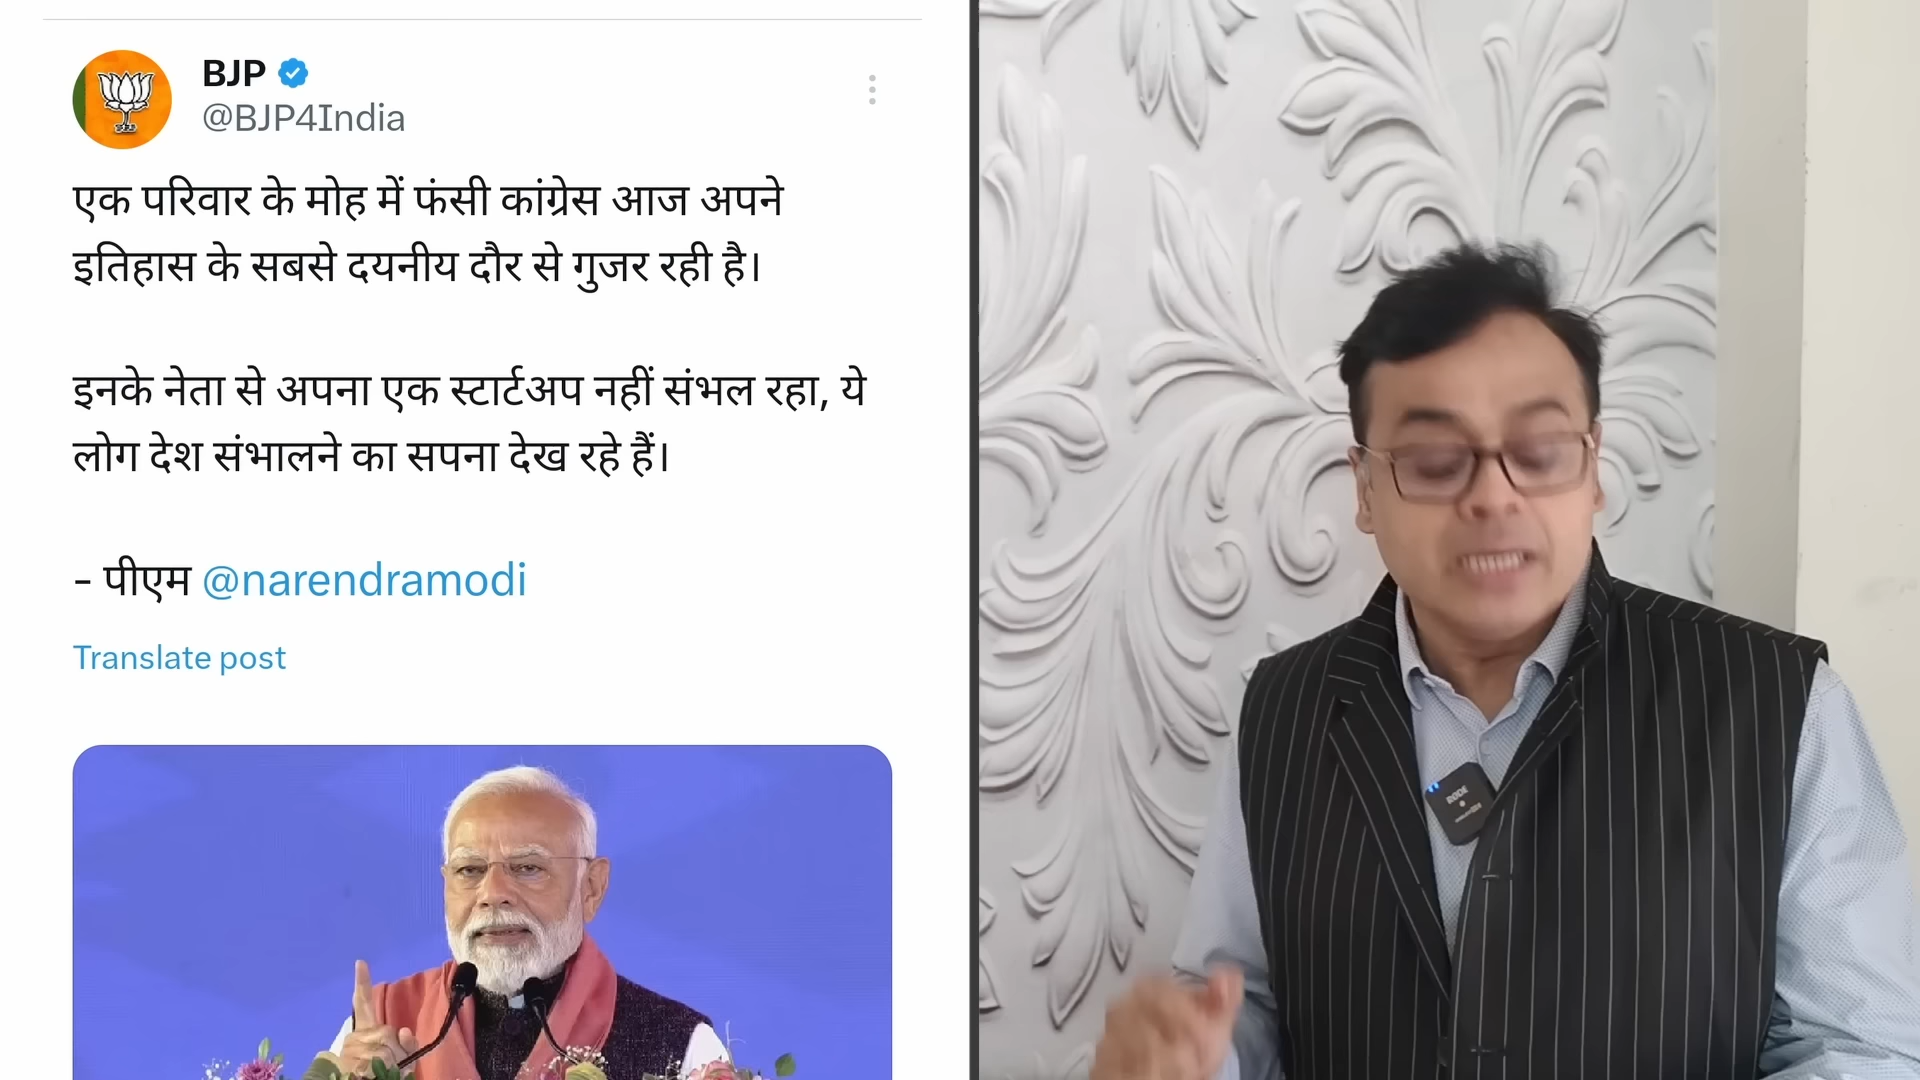 BJP
@BJP4India
एक परिवार के मोह में फंसी कांग्रेस आज अपने
इतिहास के सबसे दयनीय दौर से गुजर रही है।
इनके नेता से अपना एक स्टार्टअप नहीं संभल रहा, ये
लोग देश संभालने का सपना देख रहे हैं।
- पीएम @narendramodi
Translate post
RODE